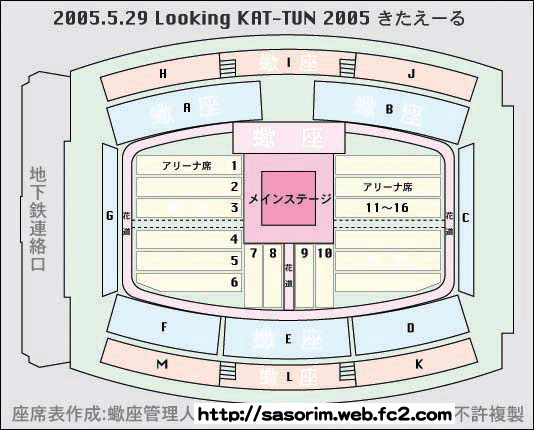 2005.5.29 Looking KAT-TUN 2005 きたえーる
H
I
J
A
蠍座
B
蠍座
蠍座
アリーナ席 1
2
3
4
5
6
メインステージ
アリーナ席
11〜16
G
花道
花道
C
地下鉄連絡口
7
8
花道
9
10
F
E
蠍座
D
M
L
蠍座
K
座席表作成:蠍座管理人
http://sasorim.web.fc2.com
不許複製